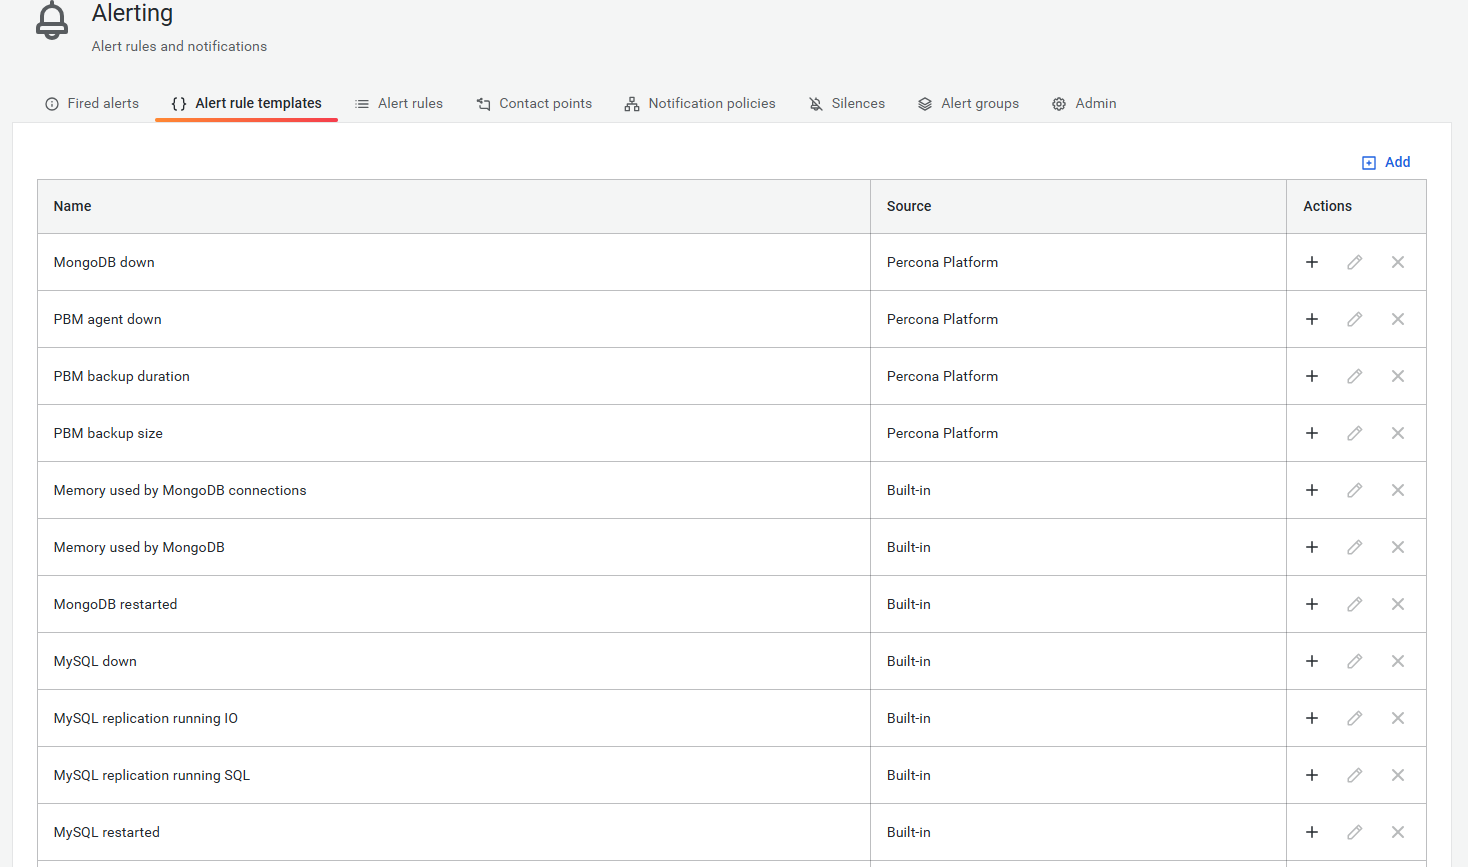 Alerting
Alert rules and notifications
Fired alerts Alert rule templates Alert rules Contact points Notification policies Silences Alert groups Admin
Add
Name Source Actions
MongoDB down Percona Platform
PBM agent down Percona Platform
PBM backup duration Percona Platform
PBM backup size Percona Platform
Memory used by MongoDB connections Built-in
Memory used by MongoDB Built-in
MongoDB restarted Built-in
MySQL down Built-in
MySQL replication running IO Built-in
MySQL replication running SQL Built-in
MySQL restarted Built-in